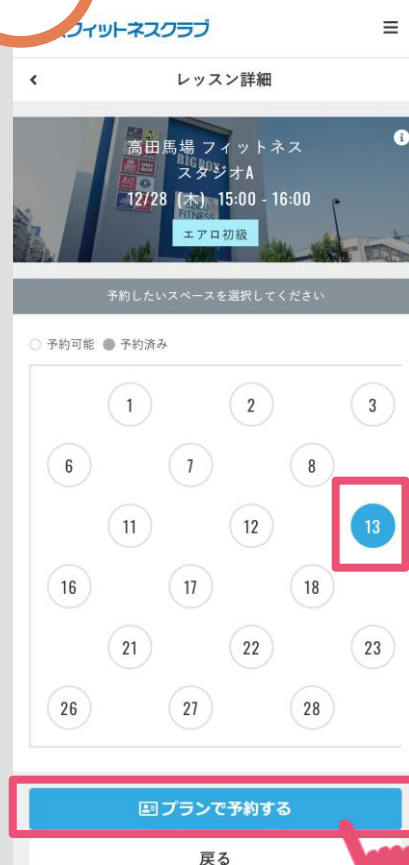 フィットネスクラブ
レッスン詳細
高田馬場 フィットネス
スタジオA
12/28 (木) 15:00 - 16:00
エアロ初級
予約したいスペースを選択してください
予約可能 予約済み
1 2 3
6 7 8
11 12 13
16 17 18
21 22 23
26 27 28
プランで予約する
戻る